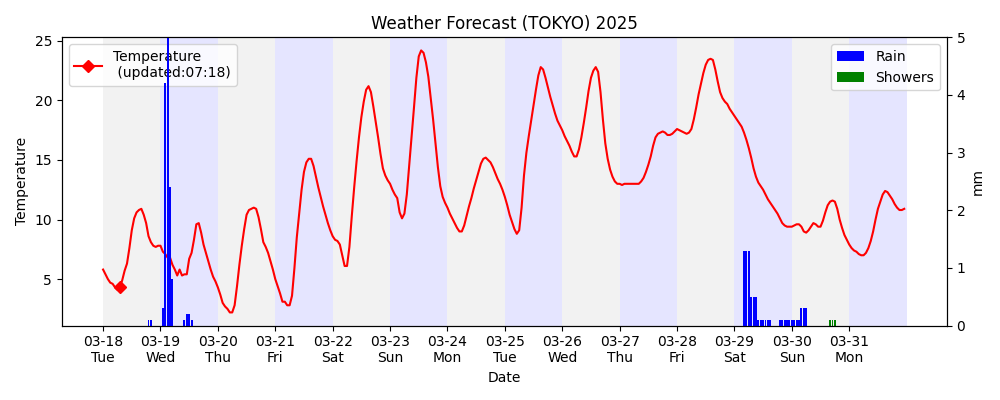 Weather Forecast (TOKYO) 2025
Temperature
(updated:07:18)
Rain
Showers
Temperature
25
20
15
10
5
mm
5
4
3
2
1
0
03-18 03-19 03-20 03-21 03-22 03-23 03-24 03-25 03-26 03-27 03-28 03-29 03-30 03-31
Tue Wed Thu Fri Sat Sun Mon Tue Wed Thu Fri Sat Sun Mon
Date